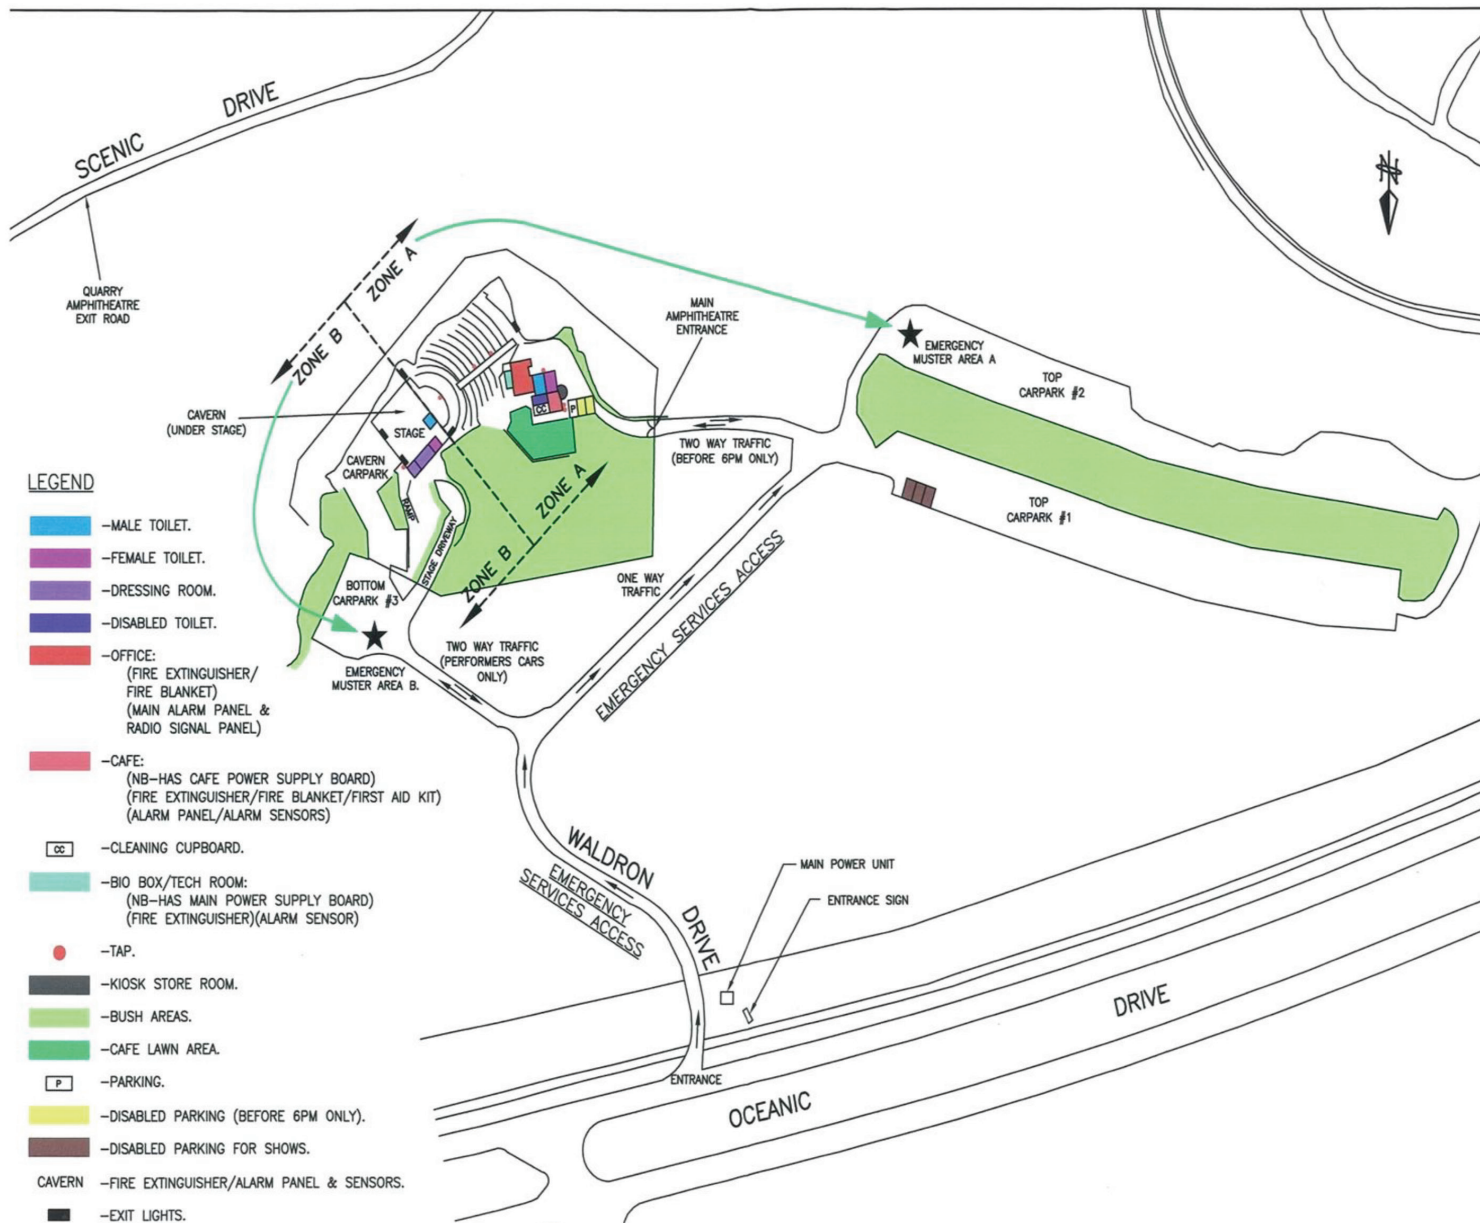 SCENIC DRIVE
N
ZONE A
ZONE B
QUARRY
AMPHITHEATRE
EXIT ROAD
MAIN
AMPHITHEATRE
ENTRANCE
EMERGENCY
MUSTER AREA A
TOP
CARPARK #2
CAVERN
(UNDER STAGE)
STAGE
CC
P
CAVERN
CARPARK
TWO WAY TRAFFIC
(BEFORE 6PM ONLY)
ZONE A
ZONE B
RAMP
STAGE DRIVEWAY
TOP
CARPARK #1
BOTTOM
CARPARK #3
ONE WAY
TRAFFIC
EMERGENCY SERVICES ACCESS
TWO WAY TRAFFIC
(PERFORMERS CARS
ONLY)
EMERGENCY
MUSTER AREA B.
LEGEND
-MALE TOILET.
-FEMALE TOILET.
-DRESSING ROOM.
-DISABLED TOILET.
-OFFICE:
(FIRE EXTINGUISHER/
FIRE BLANKET)
(MAIN ALARM PANEL &
RADIO SIGNAL PANEL)
-CAFE:
(NB-HAS CAFE POWER SUPPLY BOARD)
(FIRE EXTINGUISHER/FIRE BLANKET/FIRST AID KIT)
(ALARM PANEL/ALARM SENSORS)
CC -CLEANING CUPBOARD.
-BIO BOX/TECH ROOM:
(NB-HAS MAIN POWER SUPPLY BOARD)
(FIRE EXTINGUISHER)(ALARM SENSOR)
-TAP.
-KIOSK STORE ROOM.
-BUSH AREAS.
-CAFE LAWN AREA.
P -PARKING.
-DISABLED PARKING (BEFORE 6PM ONLY).
-DISABLED PARKING FOR SHOWS.
CAVERN -FIRE EXTINGUISHER/ALARM PANEL & SENSORS.
-EXIT LIGHTS.
WALDRON DRIVE
EMERGENCY
SERVICES ACCESS
MAIN POWER UNIT
ENTRANCE SIGN
ENTRANCE
OCEANIC DRIVE